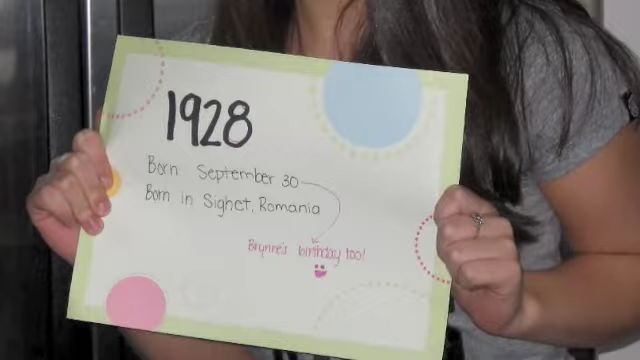 1928
Born September 30
Born in Sighet, Romania
Brynne's birthday too!